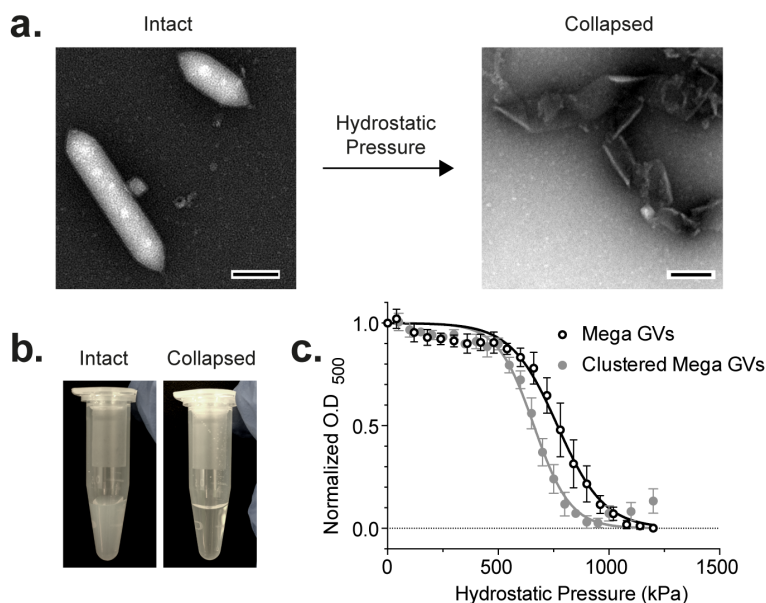 a.
Intact
Collapsed
Hydrostatic
Pressure
b.
Intact
Collapsed
c.
Mega GVs
Clustered Mega GVs
Normalized O.D 500
1.0
0.5
0.0
0
500
1000
1500
Hydrostatic Pressure (kPa)